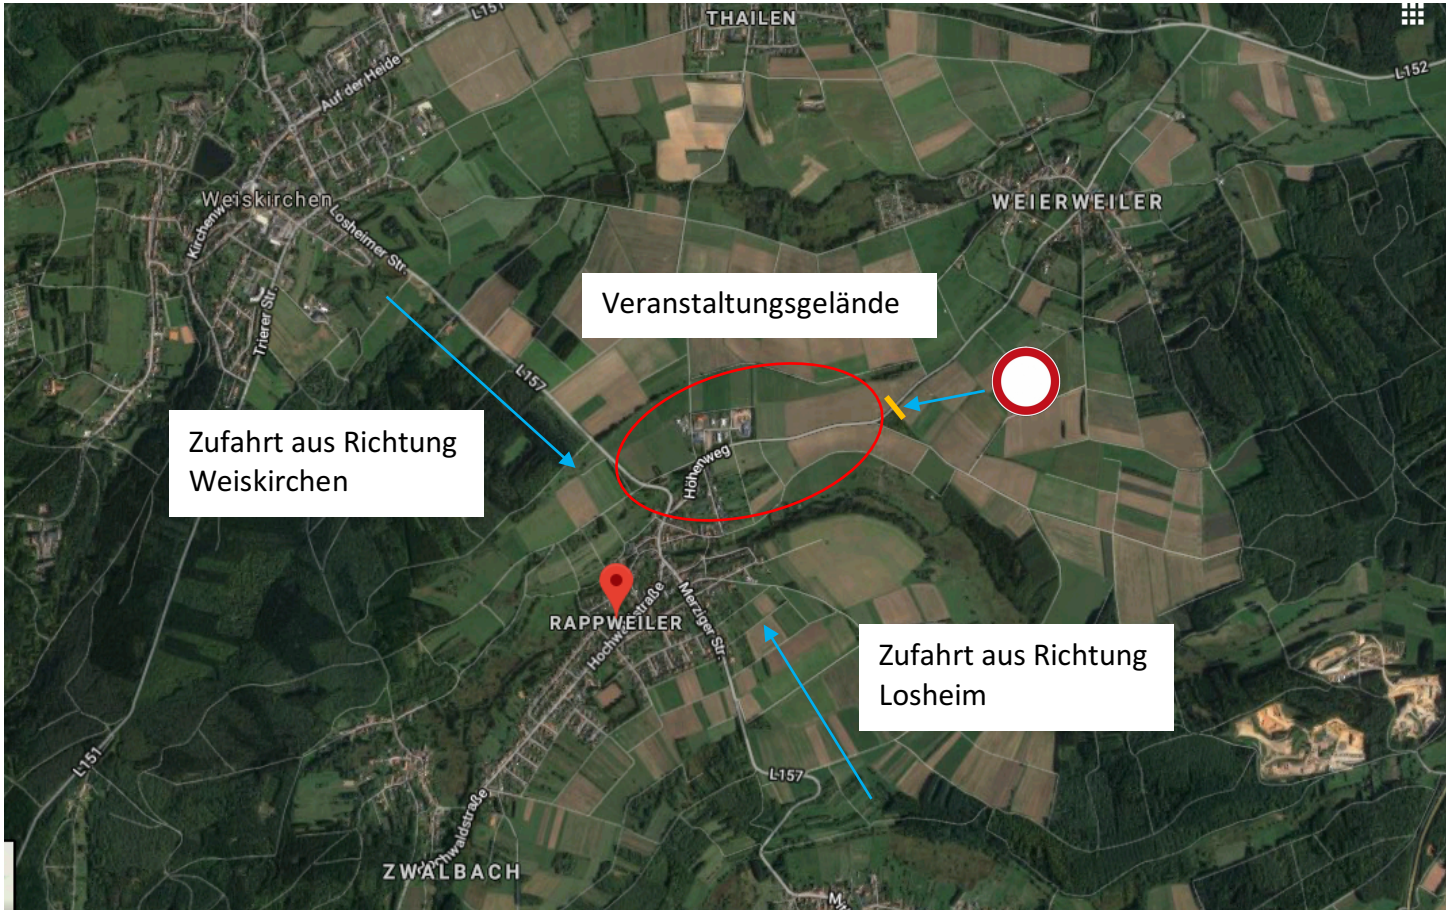 THAILEN
L151
L152
Auf der Heide
Weiskirchen
Kirchenw
Losheimer Str.
WEIERWEILER
Trierer Str.
Veranstaltungsgelände
L157
Zufahrt aus Richtung
Weiskirchen
Höhenweg
RAPPWEILER
Hochwaldstraße
Merziger Str.
Zufahrt aus Richtung
Losheim
L151
L157
Hochwaldstraße
ZWALBACH